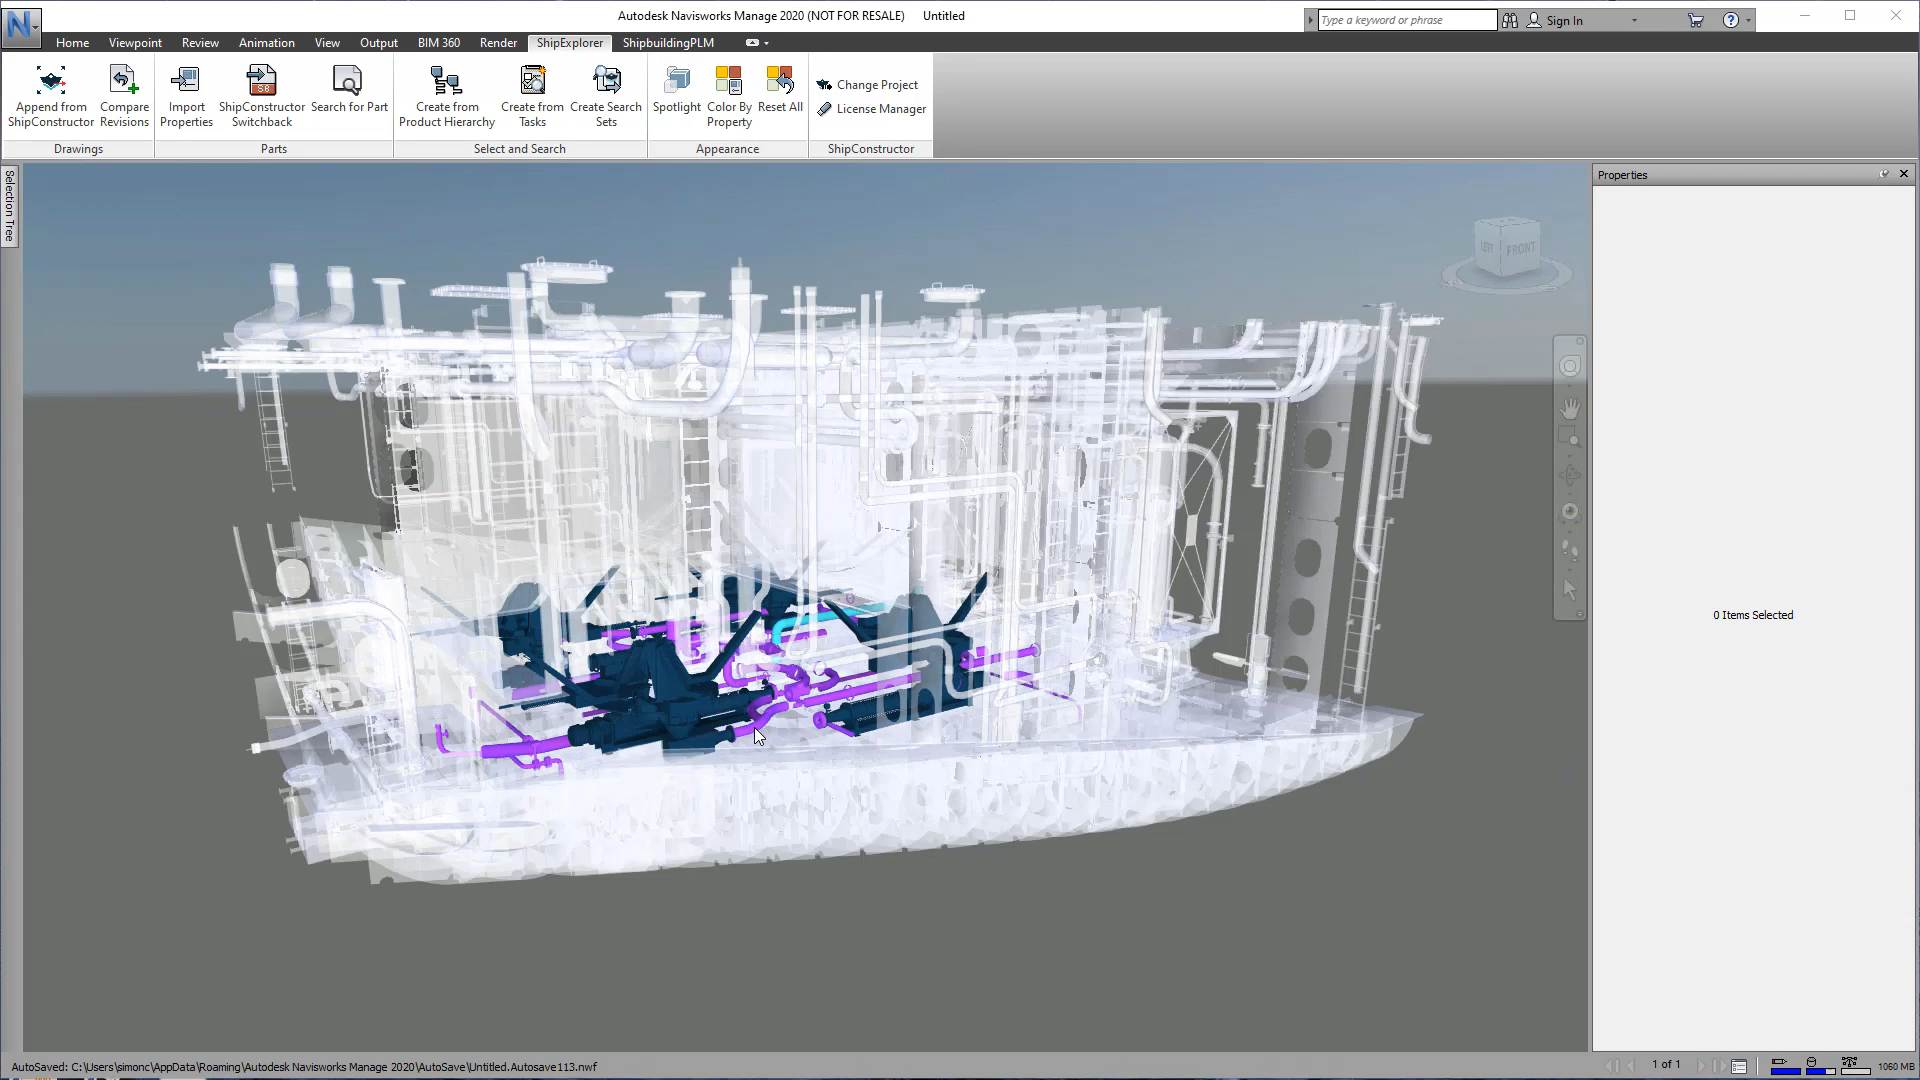 Autodesk Navisworks Manage 2020 (NOT FOR RESALE) Untitled
Type a keyword or phrase
Sign In
Home Viewpoint Review Animation View Output BIM 360 Render ShipExplorer ShipbuildingPLM
Append from
ShipConstructor
Compare
Revisions
Import
Properties
ShipConstructor
Switchback
Search for Part
Create from
Product Hierarchy
Create from
Tasks
Create Search
Sets
Spotlight
Color By
Property
Reset All
Change Project
License Manager
Drawings
Parts
Select and Search
Appearance
ShipConstructor
Selection Tree
Properties
LEFT
FRONT
0 Items Selected
AutoSaved: C:\Users\simonc\AppData\Roaming\Autodesk Navisworks Manage 2020\AutoSave\Untitled.Autosave113.nwf
1 of 1
1060 MB